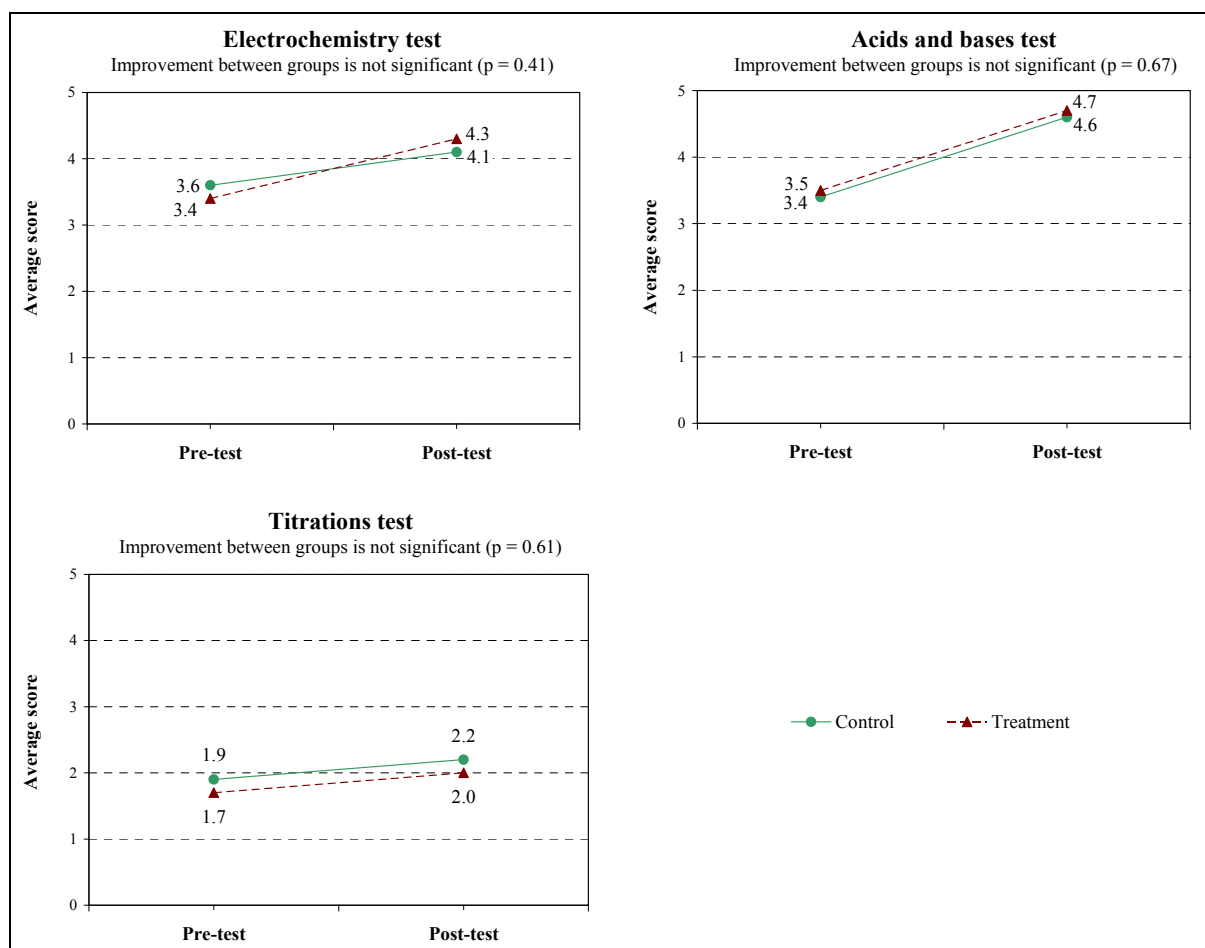 Electrochemistry test
Improvement between groups is not significant (p = 0.41)
5
4
3
2
1
0
Average score
3.6
3.4
4.3
4.1
Pre-test
Post-test
Acids and bases test
Improvement between groups is not significant (p = 0.67)
5
4
3
2
1
0
Average score
3.5
3.4
4.7
4.6
Pre-test
Post-test
Titrations test
Improvement between groups is not significant (p = 0.61)
5
4
3
2
1
0
Average score
1.9
1.7
2.2
2.0
Pre-test
Post-test
Control
Treatment